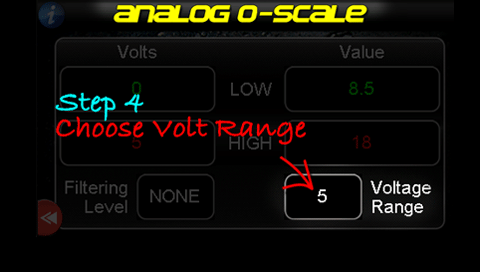 ANALOG O-SCALE
Volts
Value
0
LOW
8.5
Step 4
Choose Volt Range
5
HIGH
18
Filtering
Level
NONE
5
Voltage
Range